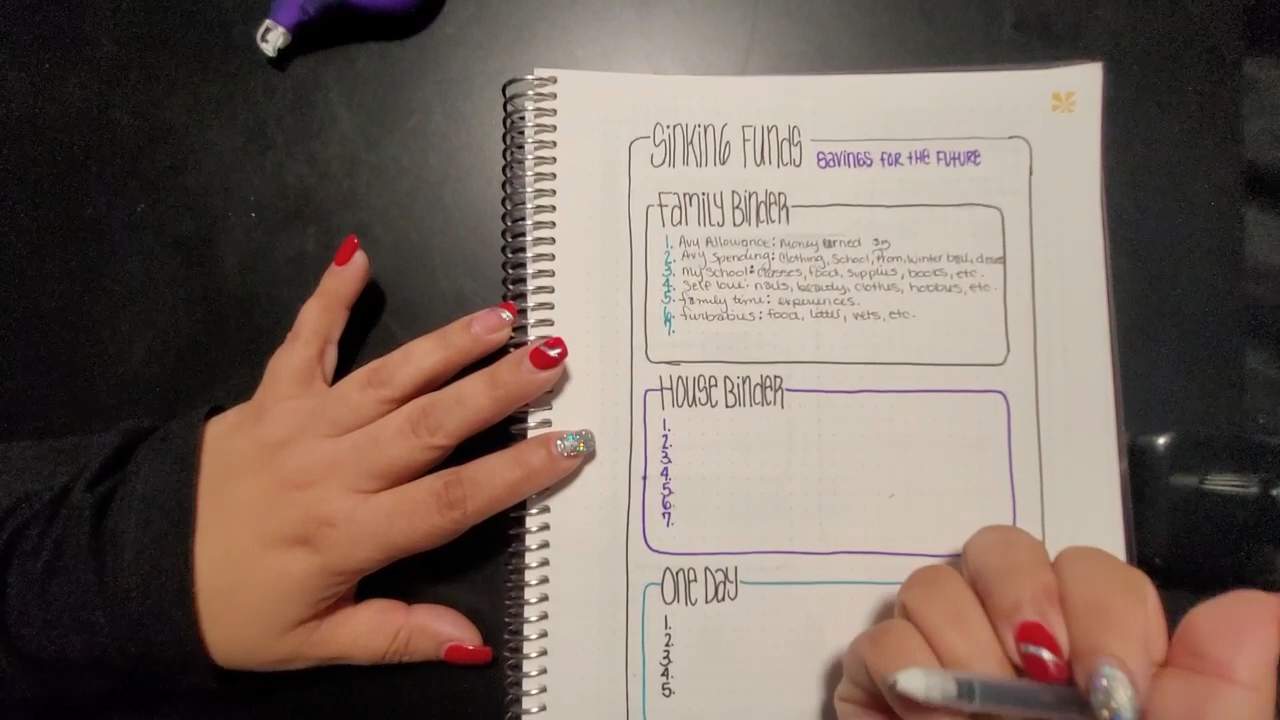 Sinking Funds
Savings for the Future
Family Binder
1. Avy Allowance: Money Earned
2. Avy Spending: Clothing, School, Prom, Winter ball,
3. My School: classes, food, supplies, books, etc.
4. Self love: nails, beauty, clothes, hobbies, etc.
5. family time: experiences.
6. furbabies: food, litter, vets, etc.
7.
House Binder
1.
2.
3.
4.
5.
6.
7.
One Day
1.
2.
3.
4.
5.